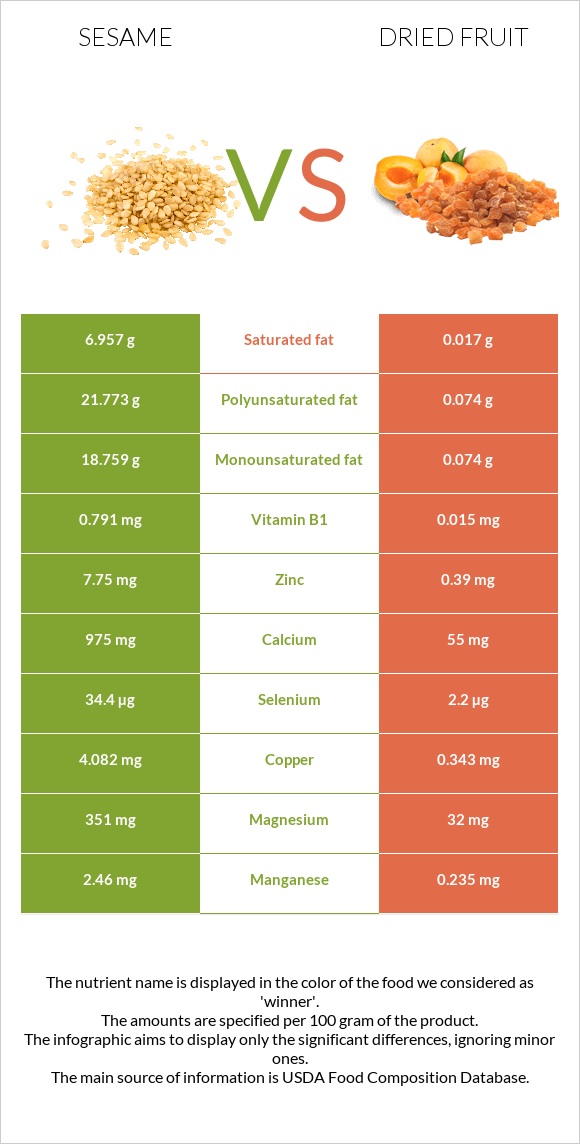 SESAME
DRIED FRUIT
VS
6.957 g Saturated fat 0.017 g
21.773 g Polyunsaturated fat 0.074 g
18.759 g Monounsaturated fat 0.074 g
0.791 mg Vitamin B1 0.015 mg
7.75 mg Zinc 0.39 mg
975 mg Calcium 55 mg
34.4 µg Selenium 2.2 µg
4.082 mg Copper 0.343 mg
351 mg Magnesium 32 mg
2.46 mg Manganese 0.235 mg
The nutrient name is displayed in the color of the food we considered as
'winner'.
The amounts are specified per 100 gram of the product.
The infographic aims to display only the significant differences, ignoring minor
ones.
The main source of information is USDA Food Composition Database.